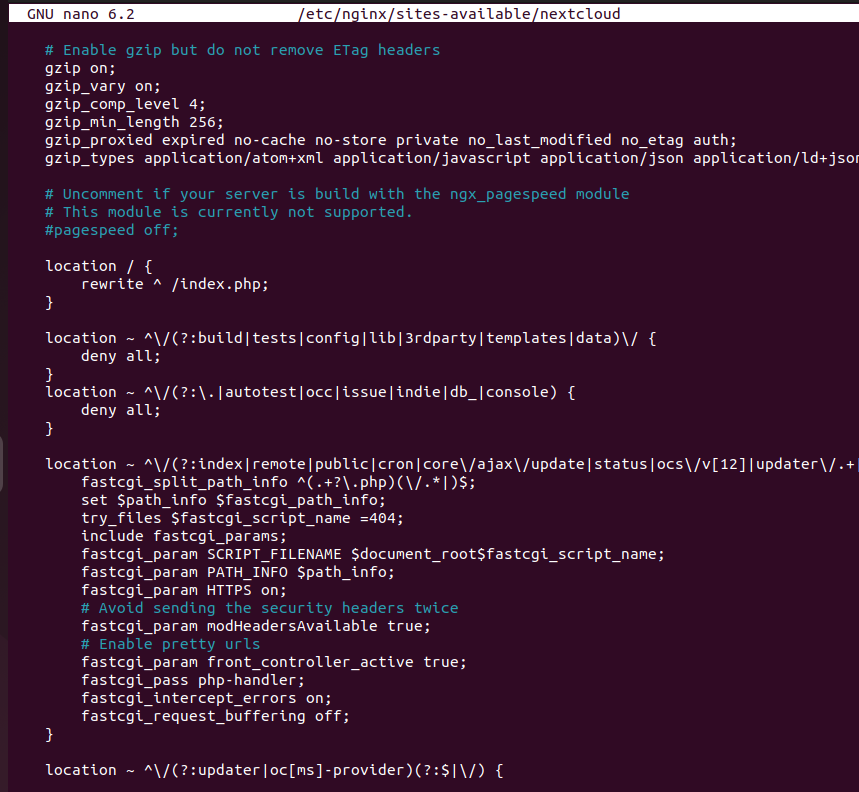 GNU nano 6.2 /etc/nginx/sites-available/nextcloud
# Enable gzip but do not remove ETag headers
gzip on;
gzip_vary on;
gzip_comp_level 4;
gzip_min_length 256;
gzip_proxied expired no-cache no-store private no_last_modified no_etag auth;
gzip_types application/atom+xml application/javascript application/json application/ld+json
# Uncomment if your server is build with the ngx_pagespeed module
# This module is currently not supported.
#pagespeed off;
location / {
rewrite ^ /index.php;
}
location ~ ^\/(?:build|tests|config|lib|3rdparty|templates|data)\/ {
deny all;
}
location ~ ^\/(?:\.|autotest|occ|issue|indie|db_|console) {
deny all;
}
location ~ ^\/(?:index|remote|public|cron|core\/ajax\/update|status|ocs\/v[12]|updater\/.+|
fastcgi_split_path_info ^(.+?\.php)(\/.*|)$;
set $path_info $fastcgi_path_info;
try_files $fastcgi_script_name =404;
include fastcgi_params;
fastcgi_param SCRIPT_FILENAME $document_root$fastcgi_script_name;
fastcgi_param PATH_INFO $path_info;
fastcgi_param HTTPS on;
# Avoid sending the security headers twice
fastcgi_param modHeadersAvailable true;
# Enable pretty urls
fastcgi_param front_controller_active true;
fastcgi_pass php-handler;
fastcgi_intercept_errors on;
fastcgi_request_buffering off;
}
location ~ ^\/(?:updater|oc[ms]-provider)(?:$|\/) {